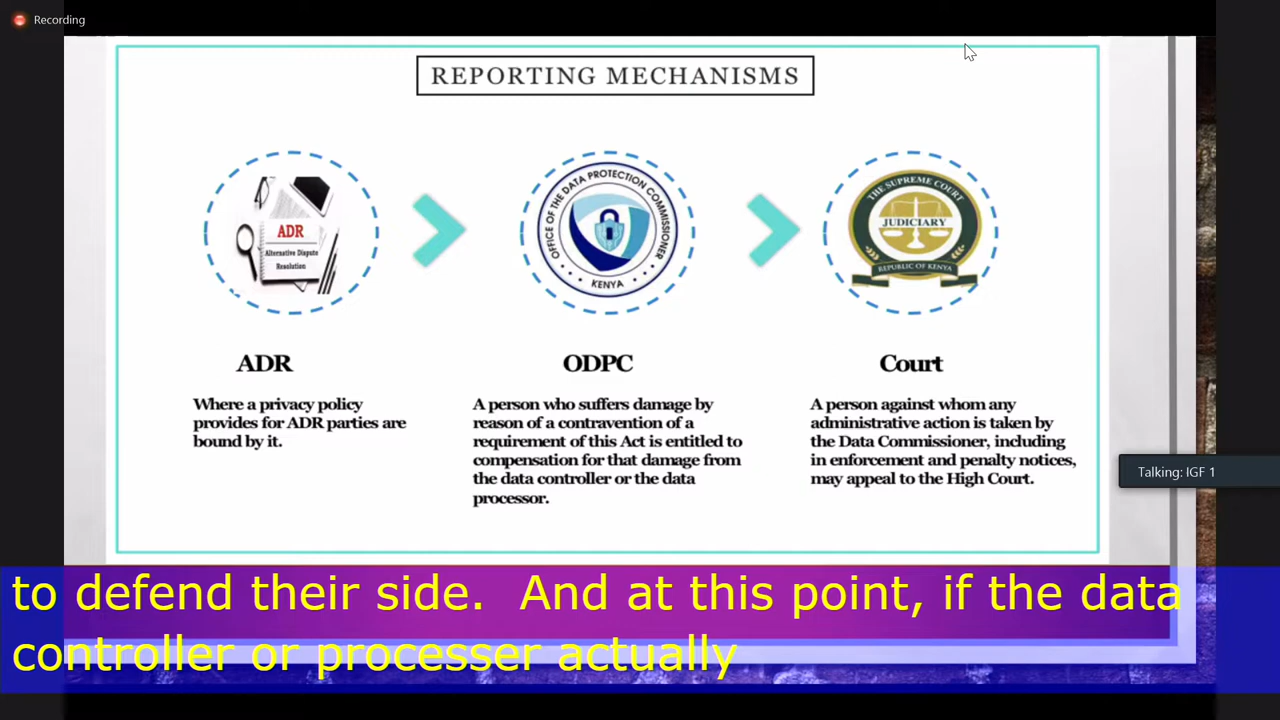 Recording
REPORTING MECHANISMS
ADR
Alternative Dispute
Resolution
OFFICE OF THE DATA PROTECTION COMMISSIONER
KENYA
THE SUPREME COURT
JUDICIARY
REPUBLIC OF KENYA
ADR
Where a privacy policy
provides for ADR parties are
bound by it.
ODPC
A person who suffers damage by
reason of a contravention of a
requirement of this Act is entitled to
compensation for that damage from
the data controller or the data
processor.
Court
A person against whom any
administrative action is taken by
the Data Commissioner, including
in enforcement and penalty notices,
may appeal to the High Court.
Talking: IGF 1
to defend their side. And at this point, if the data
controller or processer actually